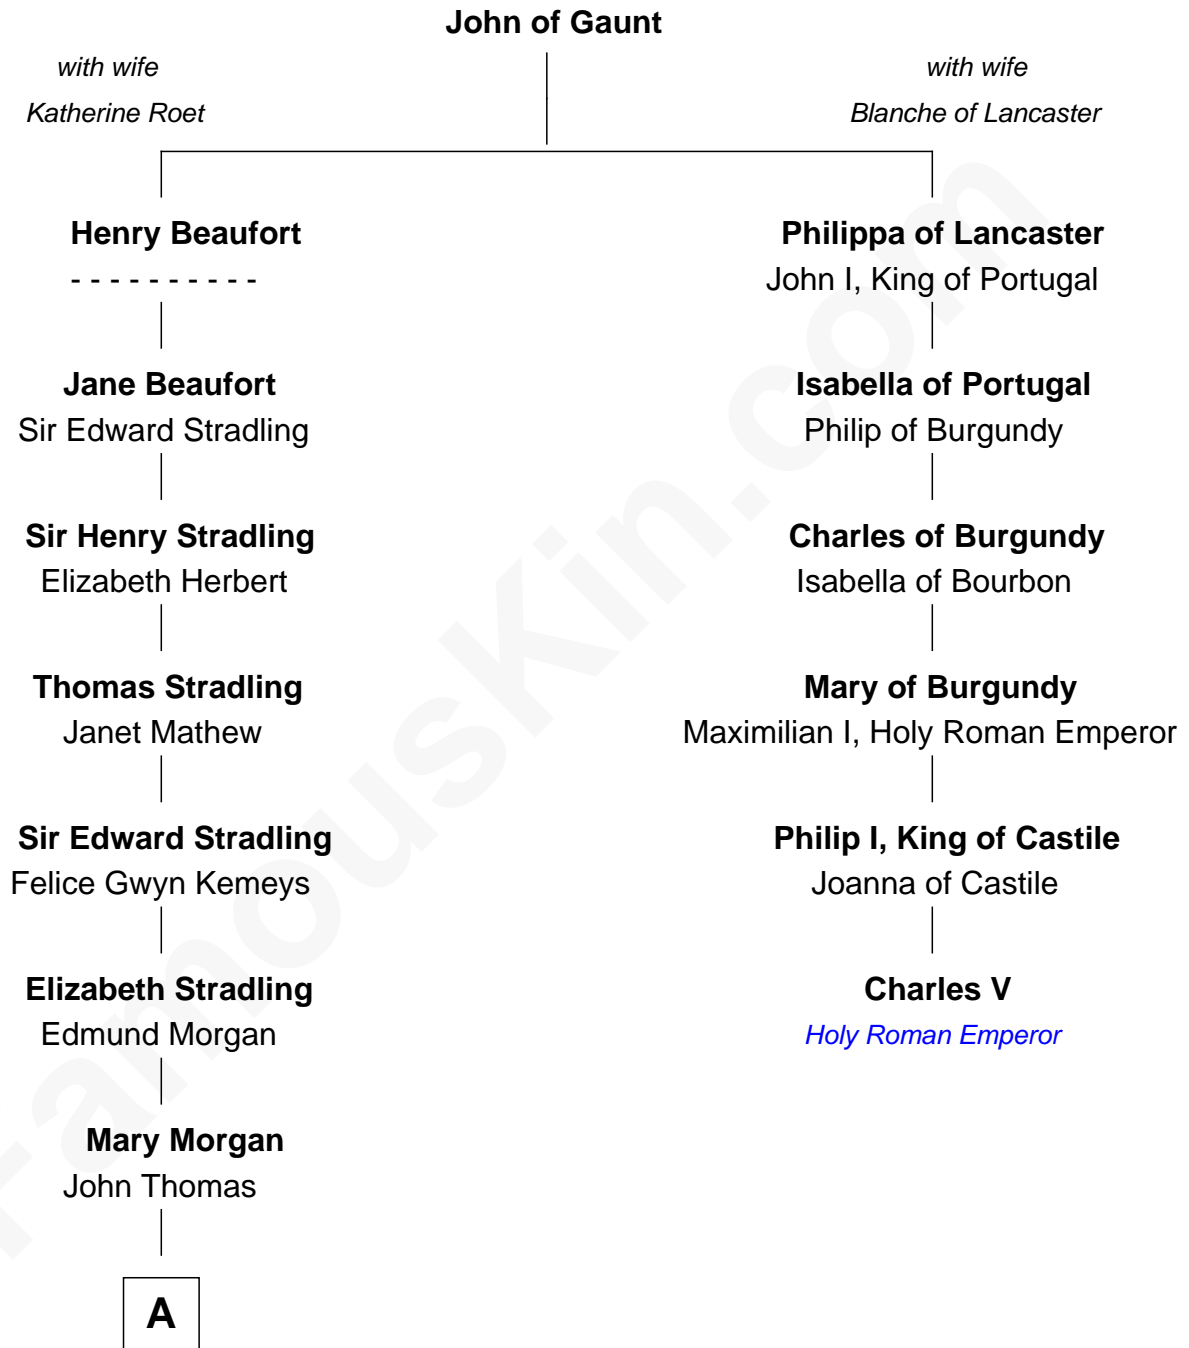 John of Gaunt
with wife
Katherine Roet
with wife
Blanche of Lancaster
Henry Beaufort
- - - - - - - - - -
Philippa of Lancaster
John I, King of Portugal
Jane Beaufort
Sir Edward Stradling
Isabella of Portugal
Philip of Burgundy
Sir Henry Stradling
Elizabeth Herbert
Charles of Burgundy
Isabella of Bourbon
Thomas Stradling
Janet Mathew
Mary of Burgundy
Maximilian I, Holy Roman Emperor
Sir Edward Stradling
Felice Gwyn Kemeys
Philip I, King of Castile
Joanna of Castile
Elizabeth Stradling
Edmund Morgan
Charles V
Holy Roman Emperor
Mary Morgan
John Thomas
A
FamousKin.com